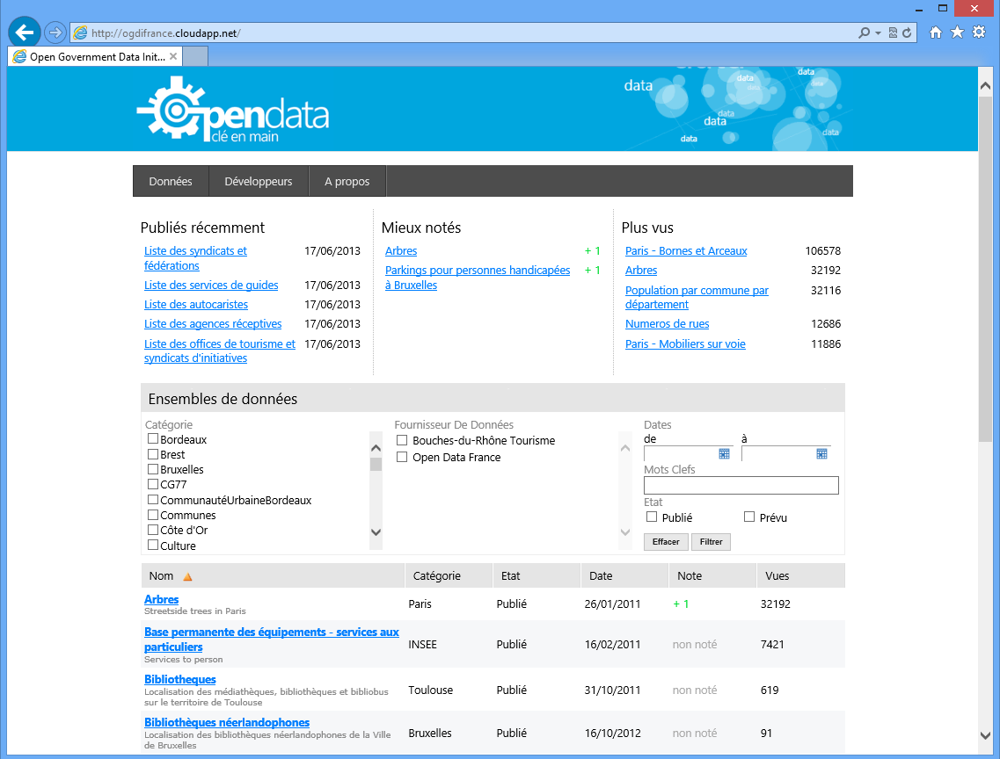 http://ogdifrance.cloudapp.net/
Open Government Data Init...
opendata
clé en main
data
data
data
data
data
data
data
Données
Développeurs
A propos
Publiés récemment
Liste des syndicats et 17/06/2013
fédérations
Liste des services de guides 17/06/2013
Liste des autocaristes 17/06/2013
Liste des agences réceptives 17/06/2013
Liste des offices de tourisme et 17/06/2013
syndicats d'initiatives
Mieux notés
Arbres + 1
Parkings pour personnes handicapées + 1
à Bruxelles
Plus vus
Paris - Bornes et Arceaux 106578
Arbres 32192
Population par commune par 32116
département
Numeros de rues 12686
Paris - Mobiliers sur voie 11886
Ensembles de données
Catégorie
Bordeaux
Brest
Bruxelles
CG77
CommunautéUrbaineBordeaux
Communes
Côte d'Or
Culture
Fournisseur De Données
Bouches-du-Rhône Tourisme
Open Data France
Dates
de à
Mots Clefs
Etat
Publié Prévu
Effacer Filtrer
Nom Catégorie Etat Date Note Vues
Arbres
Streetside trees in Paris
Paris Publié 26/01/2011 + 1 32192
Base permanente des équipements - services aux
particuliers
Services to person
INSEE Publié 16/02/2011 non noté 7421
Bibliotheques
Localisation des médiathèques, bibliothèques et bibliobus
sur le territoire de Toulouse
Toulouse Publié 31/10/2011 non noté 619
Bibliothèques néerlandophones
Localisation des bibliothèques néerlandophones de la Ville
de Bruxelles
Bruxelles Publié 16/10/2012 non noté 91